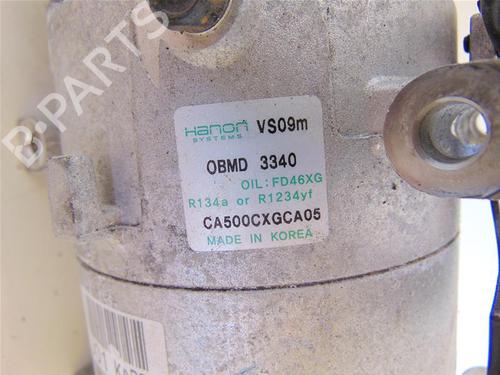 B-PARTS
Hanon VS09m
SYSTEMS
OBMD 3340
OIL: FD46XG
R134a or R1234yf
CA500CXGCA05
MADE IN KOREA